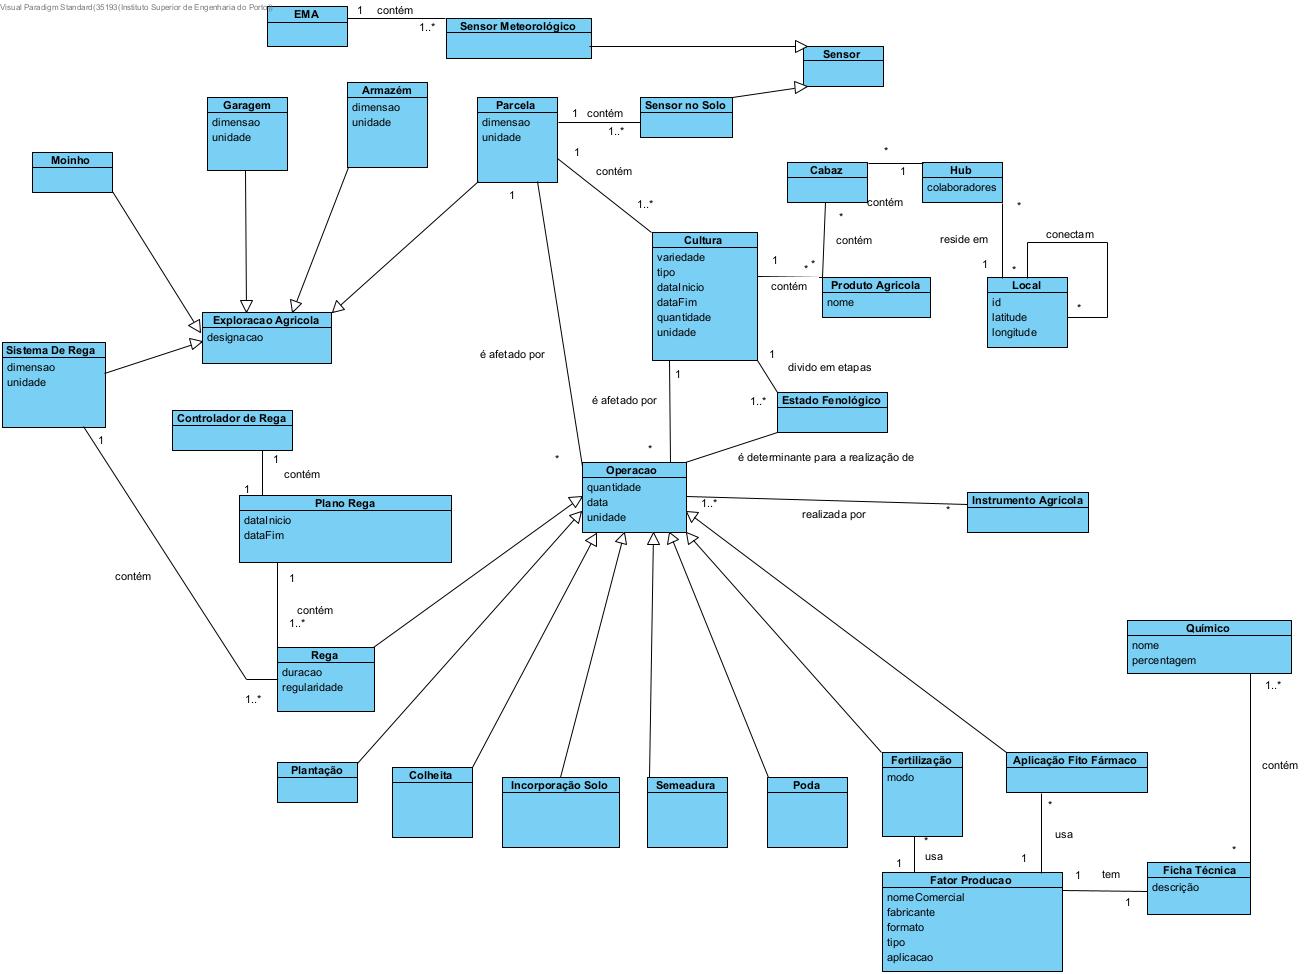 Visual Paradigm Standard(35193(Instituto Superior de Engenharia do Porto))
EMA
1 contém
1..*
Sensor Meteorológico
Sensor
Garagem
dimensao
unidade
Armazém
dimensao
unidade
Parcela
dimensao
unidade
1 contém
1..*
Sensor no Solo
Moinho
1
contém
1..*
1
Cabaz
*
1
contém
Hub
colaboradores
*
reside em
1
conectam
*
*
Local
id
latitude
longitude
*
contém
*
Cultura
variedade
tipo
dataInicio
dataFim
quantidade
unidade
1
contém
*
Produto Agricola
nome
Exploracao Agricola
designacao
Sistema De Rega
dimensao
unidade
é afetado por
*
1
é afetado por
*
1
divido em etapas
1..*
Estado Fenológico
é determinante para a realização de
Controlador de Rega
1
contém
1
Plano Rega
dataInicio
dataFim
1
contém
1..*
1
contém
1..*
Rega
duracao
regularidade
Operacao
quantidade
data
unidade
1..*
realizada por
*
Instrumento Agrícola
Químico
nome
percentagem
1..*
contém
*
Plantação
Colheita
Incorporação Solo
Semeadura
Poda
Fertilização
modo
Aplicação Fito Fármaco
*
usa
1
*
usa
1
Fator Producao
nomeComercial
fabricante
formato
tipo
aplicacao
1 tem
1
Ficha Técnica
descrição